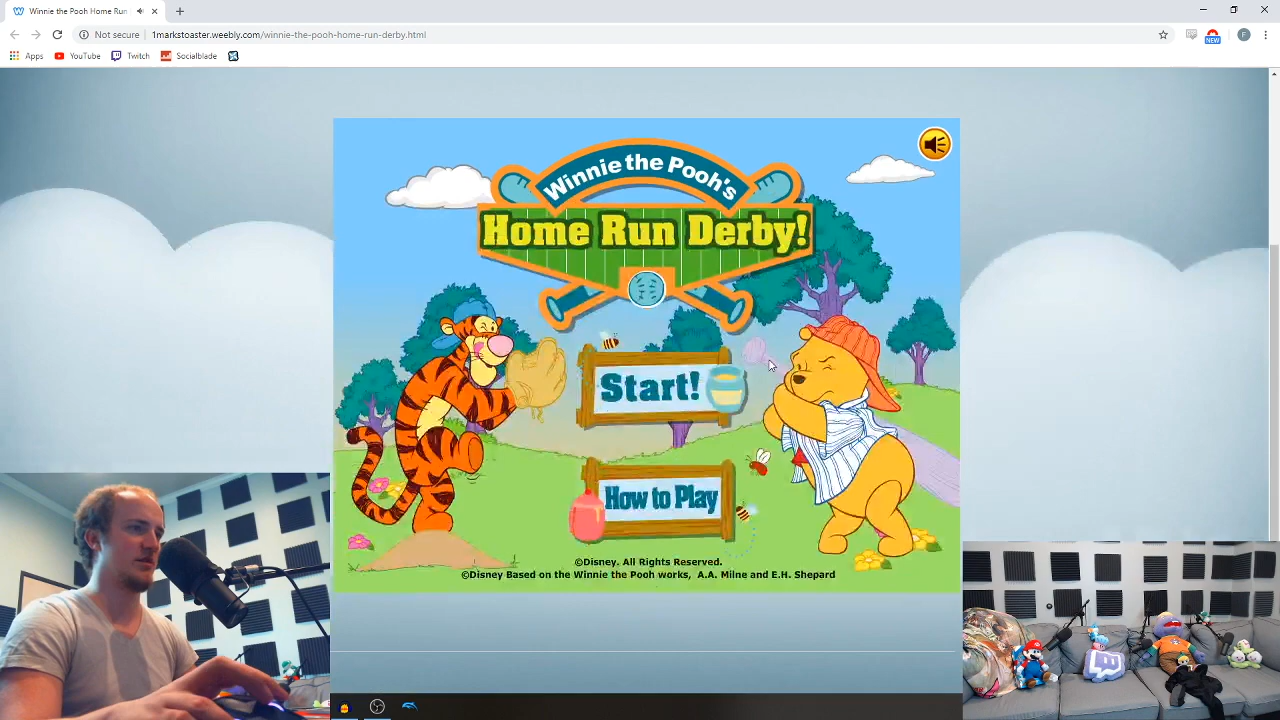 Winnie the Pooh Home Run
Not secure
1markstoaster.weebly.com/winnie-the-pooh-home-run-derby.html
NEW
F
Apps
YouTube
Twitch
Socialblade
Winnie the Pooh's
Home Run Derby!
Start!
How to Play
©Disney. All Rights Reserved.
©Disney Based on the Winnie the Pooh works, A.A. Milne and E.H. Shepard